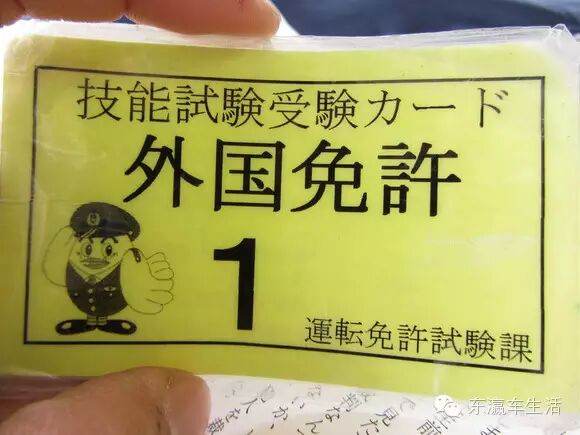 技能試験受験カード
外国免許
1
運転免許試験課
东瀛车生活